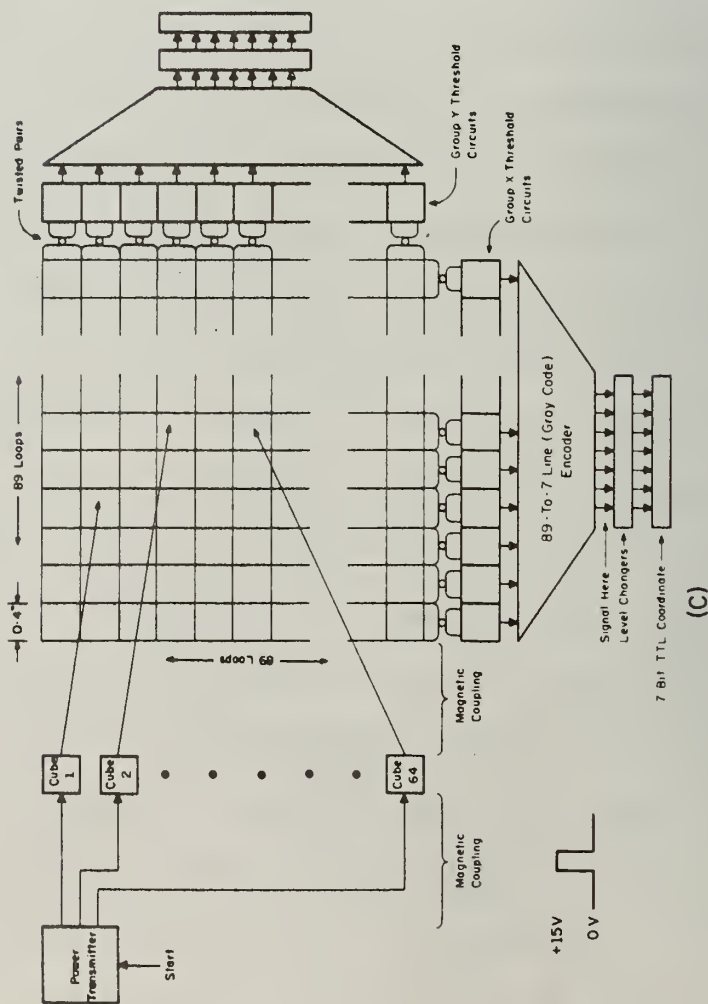 Power
Transmitter
Start
+15V
0V
Cube
1
Cube
2
Cube
64
Magnetic
Coupling
Magnetic
Coupling
0.4"
89 Loops
89 Loops
Twisted Pairs
Group Y Threshold
Circuits
Group X Threshold
Circuits
89-To-7 Line (Gray Code)
Encoder
Signal Here
Level Changers
7 Bit TTL Coordinate
(C)